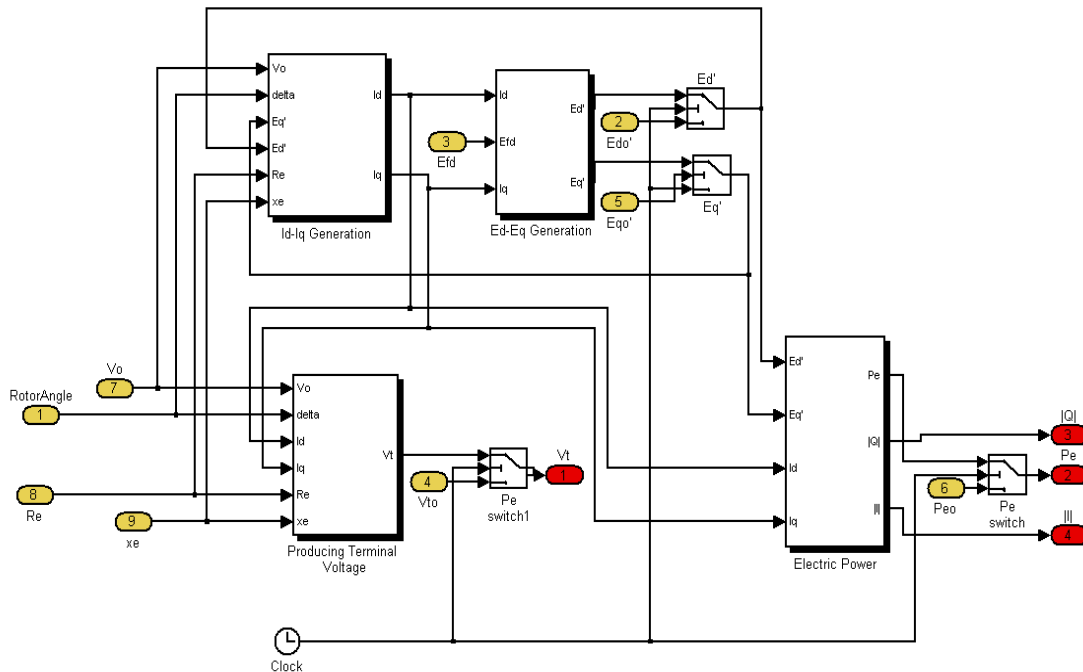 Vo
delta
Eq'
Ed'
Re
xe
Id
Iq
Id-Iq Generation
Id
Efd
Iq
Ed'
Eq'
Ed-Eq Generation
3
Efd
Ed'
2
Edo'
5
Eqo'
Eq'
Vo
7
RotorAngle
1
8
Re
9
xe
Vo
delta
Id
Iq
Re
xe
Vt
Producing Terminal
Voltage
4
Vto
Pe
switch1
Vt
1
Ed'
Eq'
Id
Iq
Pe
|Q|
|I|
Electric Power
6
Peo
Pe
switch
|Q|
3
Pe
2
|I|
4
Clock